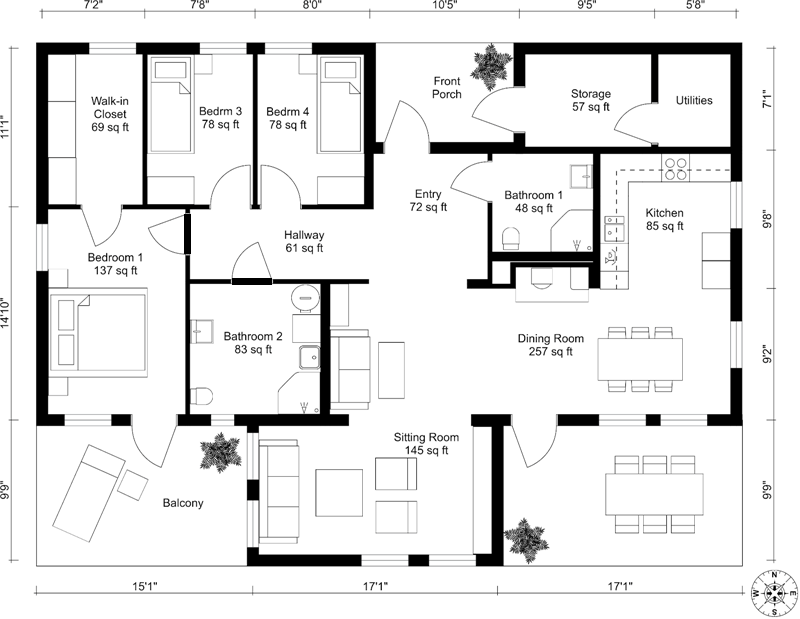 7'2"
7'8"
8'0"
10'5"
9'5"
5'8"
11'1"
14'10"
9'9"
7'1"
9'8"
9'2"
9'9"
Walk-in
Closet
69 sq ft
Bedrm 3
78 sq ft
Bedrm 4
78 sq ft
Front
Porch
Storage
57 sq ft
Utilities
Entry
72 sq ft
Bathroom 1
48 sq ft
Kitchen
85 sq ft
Hallway
61 sq ft
Bedroom 1
137 sq ft
Bathroom 2
83 sq ft
Dining Room
257 sq ft
Sitting Room
145 sq ft
Balcony
15'1"
17'1"
17'1"
N
W
E
S